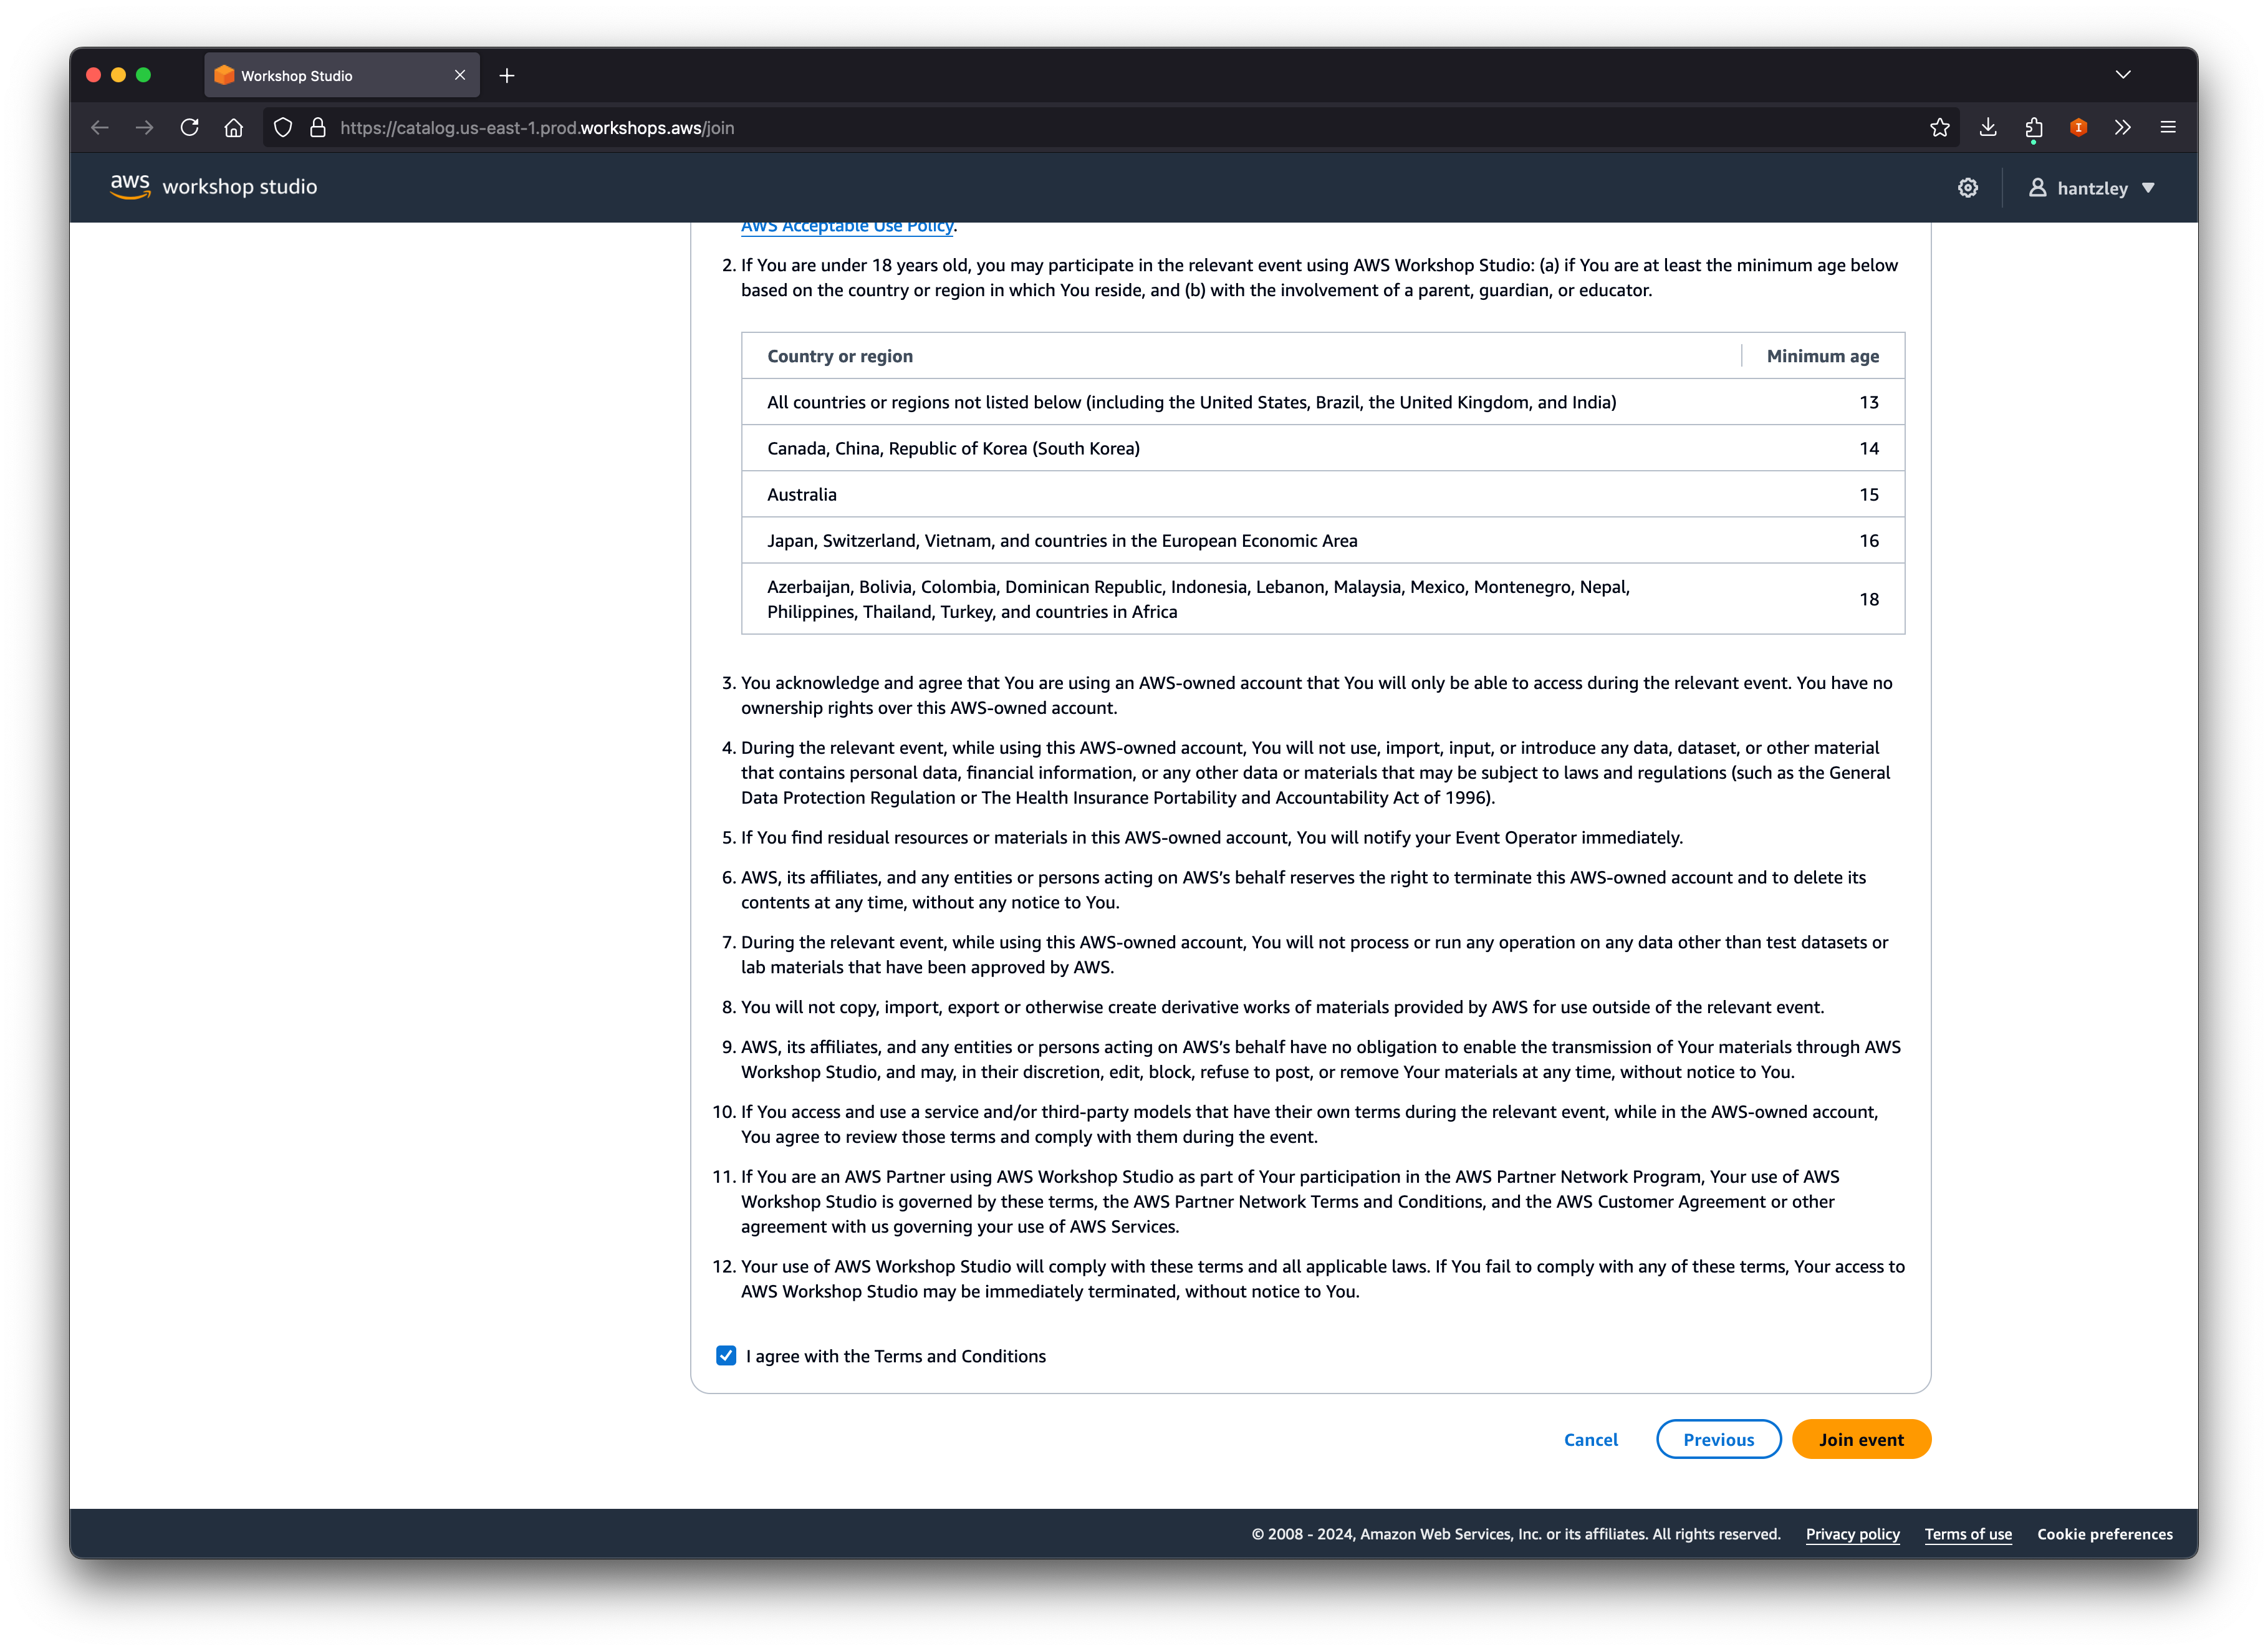 Workshop Studio
https://catalog.us-east-1.prod.workshops.aws/join
aws workshop studio
hantzley
AWS Acceptable Use Policy.
2. If You are under 18 years old, you may participate in the relevant event using AWS Workshop Studio: (a) if You are at least the minimum age below
based on the country or region in which You reside, and (b) with the involvement of a parent, guardian, or educator.
Country or region Minimum age
All countries or regions not listed below (including the United States, Brazil, the United Kingdom, and India) 13
Canada, China, Republic of Korea (South Korea) 14
Australia 15
Japan, Switzerland, Vietnam, and countries in the European Economic Area 16
Azerbaijan, Bolivia, Colombia, Dominican Republic, Indonesia, Lebanon, Malaysia, Mexico, Montenegro, Nepal,
Philippines, Thailand, Turkey, and countries in Africa 18
3. You acknowledge and agree that You are using an AWS-owned account that You will only be able to access during the relevant event. You have no
ownership rights over this AWS-owned account.
4. During the relevant event, while using this AWS-owned account, You will not use, import, input, or introduce any data, dataset, or other material
that contains personal data, financial information, or any other data or materials that may be subject to laws and regulations (such as the General
Data Protection Regulation or The Health Insurance Portability and Accountability Act of 1996).
5. If You find residual resources or materials in this AWS-owned account, You will notify your Event Operator immediately.
6. AWS, its affiliates, and any entities or persons acting on AWS’s behalf reserves the right to terminate this AWS-owned account and to delete its
contents at any time, without any notice to You.
7. During the relevant event, while using this AWS-owned account, You will not process or run any operation on any data other than test datasets or
lab materials that have been approved by AWS.
8. You will not copy, import, export or otherwise create derivative works of materials provided by AWS for use outside of the relevant event.
9. AWS, its affiliates, and any entities or persons acting on AWS’s behalf have no obligation to enable the transmission of Your materials through AWS
Workshop Studio, and may, in their discretion, edit, block, refuse to post, or remove Your materials at any time, without notice to You.
10. If You access and use a service and/or third-party models that have their own terms during the relevant event, while in the AWS-owned account,
You agree to review those terms and comply with them during the event.
11. If You are an AWS Partner using AWS Workshop Studio as part of Your participation in the AWS Partner Network Program, Your use of AWS
Workshop Studio is governed by these terms, the AWS Partner Network Terms and Conditions, and the AWS Customer Agreement or other
agreement with us governing your use of AWS Services.
12. Your use of AWS Workshop Studio will comply with these terms and all applicable laws. If You fail to comply with any of these terms, Your access to
AWS Workshop Studio may be immediately terminated, without notice to You.
I agree with the Terms and Conditions
Cancel Previous Join event
© 2008 - 2024, Amazon Web Services, Inc. or its affiliates. All rights reserved. Privacy policy Terms of use Cookie preferences